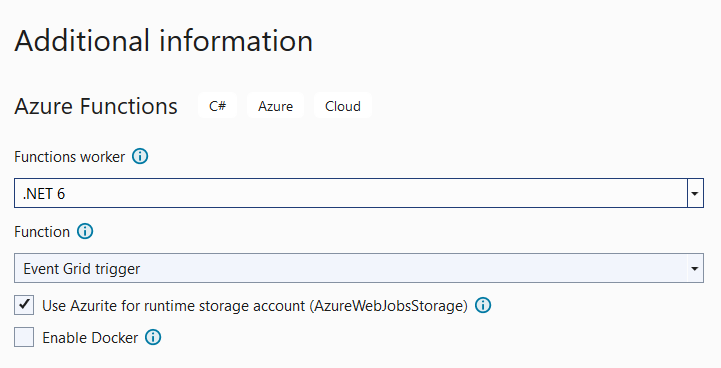 Additional information
Azure Functions C# Azure Cloud
Functions worker
.NET 6
Function
Event Grid trigger
Use Azurite for runtime storage account (AzureWebJobsStorage)
Enable Docker